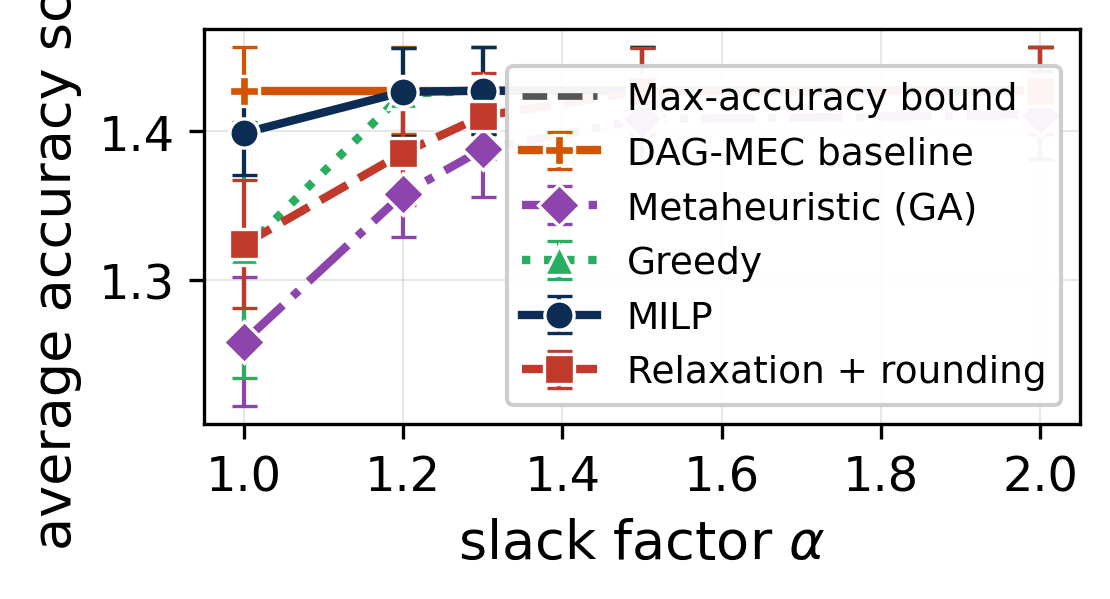 average accuracy
1.4
1.3
Max-accuracy bound
DAG-MEC baseline
Metaheuristic (GA)
Greedy
MILP
Relaxation + rounding
1.0 1.2 1.4 1.6 1.8 2.0
slack factor α